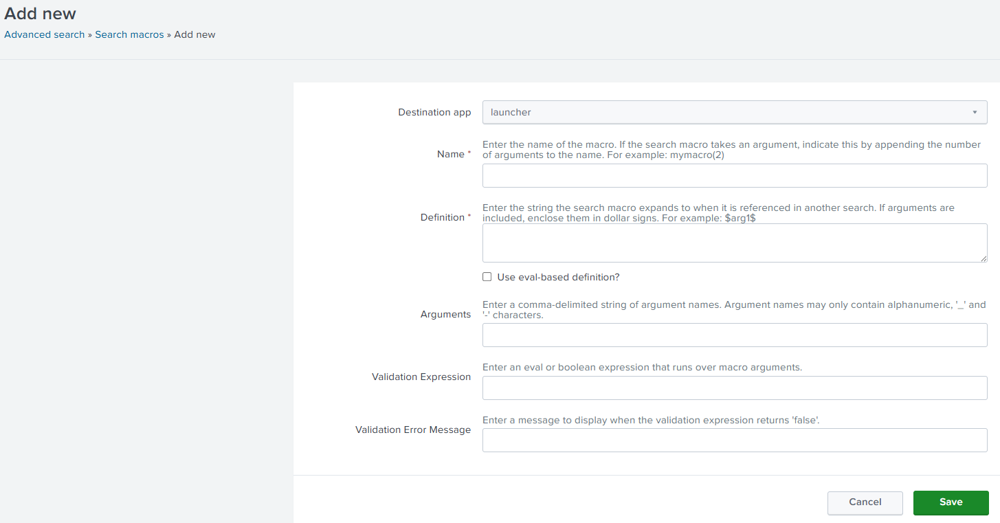 Add new
Advanced search » Search macros » Add new
Destination app
launcher
Name *
Enter the name of the macro. If the search macro takes an argument, indicate this by appending the number
of arguments to the name. For example: mymacro(2)
Definition *
Enter the string the search macro expands to when it is referenced in another search. If arguments are
included, enclose them in dollar signs. For example: $arg1$
Use eval-based definition?
Arguments
Enter a comma-delimited string of argument names. Argument names may only contain alphanumeric, '_' and
'-' characters.
Validation Expression
Enter an eval or boolean expression that runs over macro arguments.
Validation Error Message
Enter a message to display when the validation expression returns 'false'.
Cancel
Save